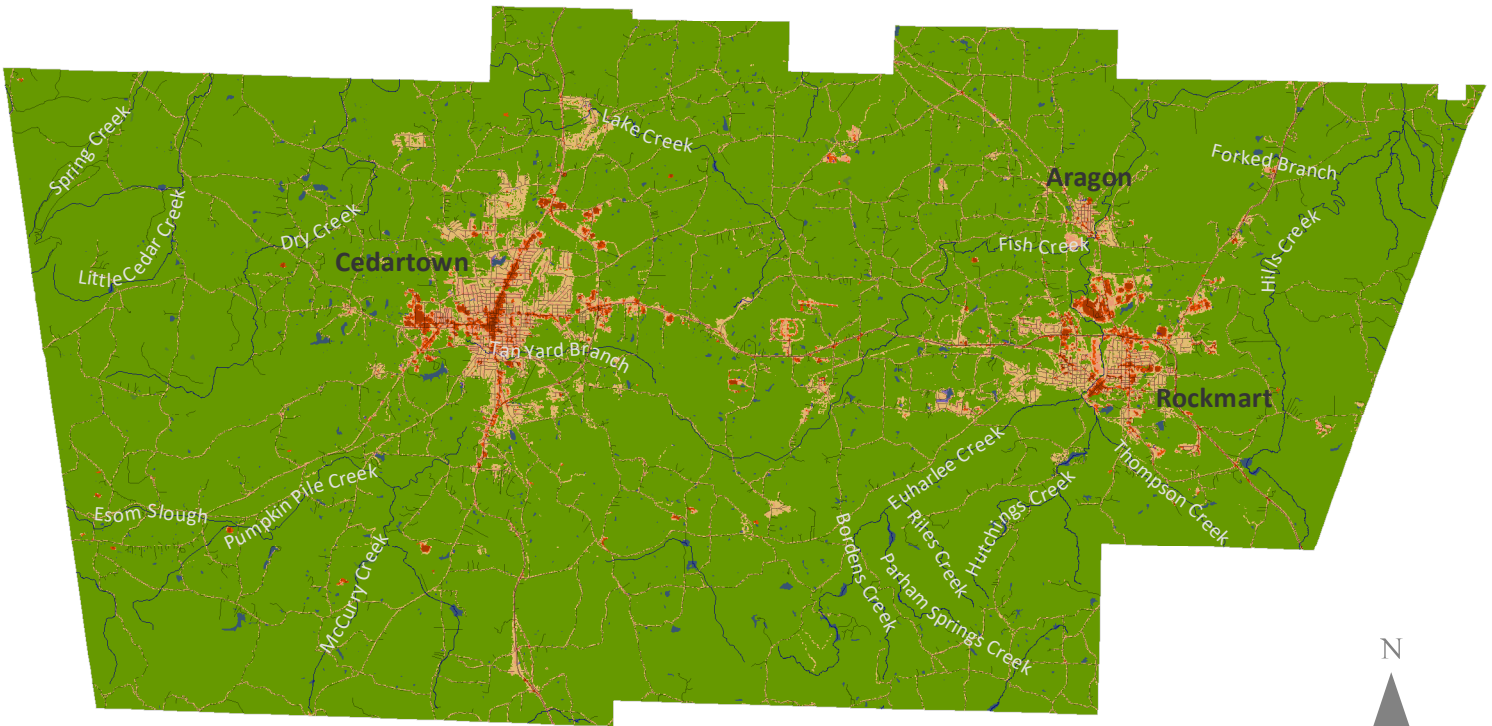 Lake Creek
Spring Creek
Forked Branch
Aragon
Dry Creek
LittleCedar Creek
Hills Creek
Fish Creek
Cedartown
Tan Yard Branch
Rockmart
Euharlee Creek
Thompson Creek
Pumpkin Pile Creek
Esom Slough
Hutchings Creek
Riles Creek
Bordens Creek
McCurry Creek
Parham Springs Creek
N